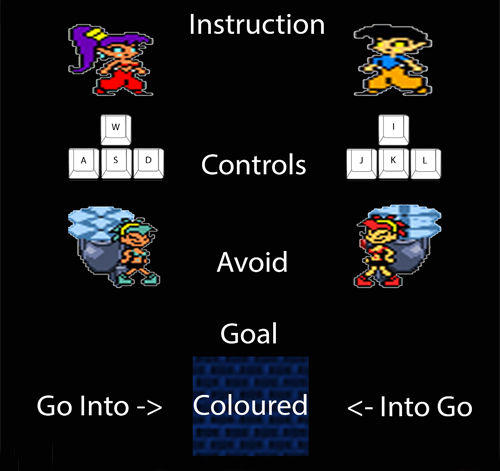 Instruction
W
I
A S D
J K L
Controls
Avoid
Goal
Go Into -> Coloured <- Into Go